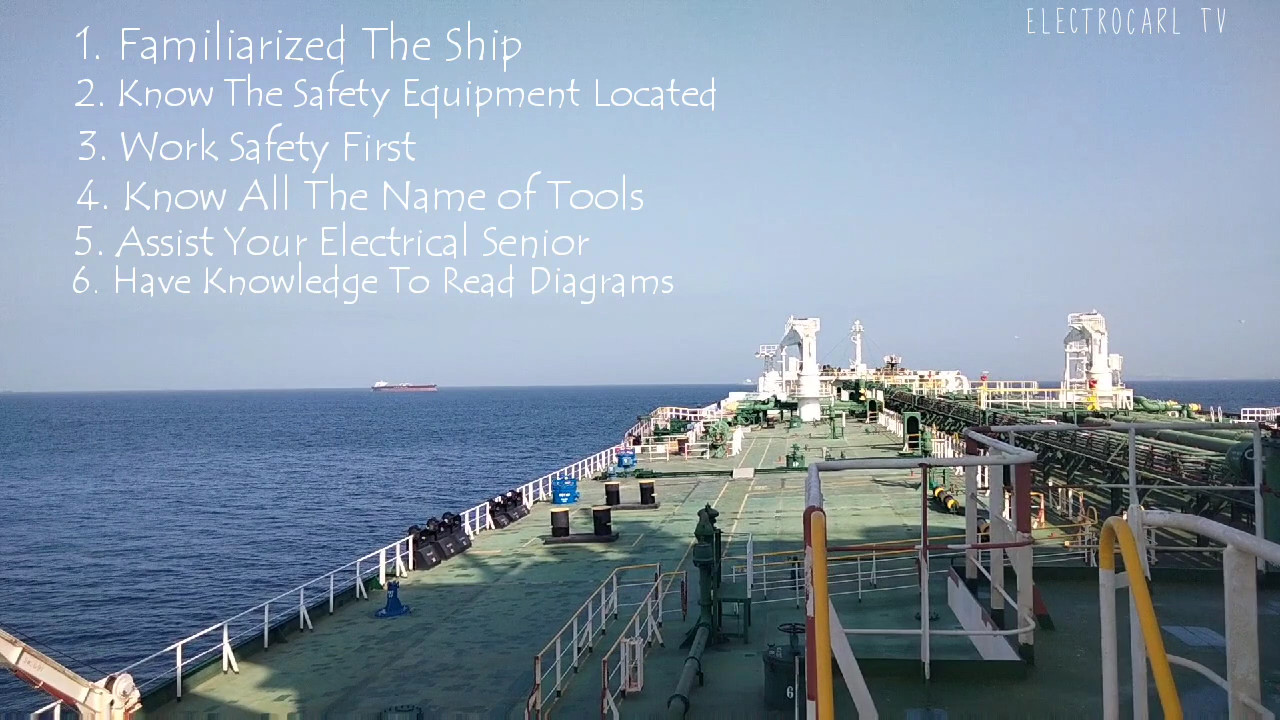 ELECTROCARL TV
1. Familiarized The Ship
2. Know The Safety Equipment Located
3. Work Safety First
4. Know All The Name of Tools
5. Assist Your Electrical Senior
6. Have Knowledge To Read Diagrams
6